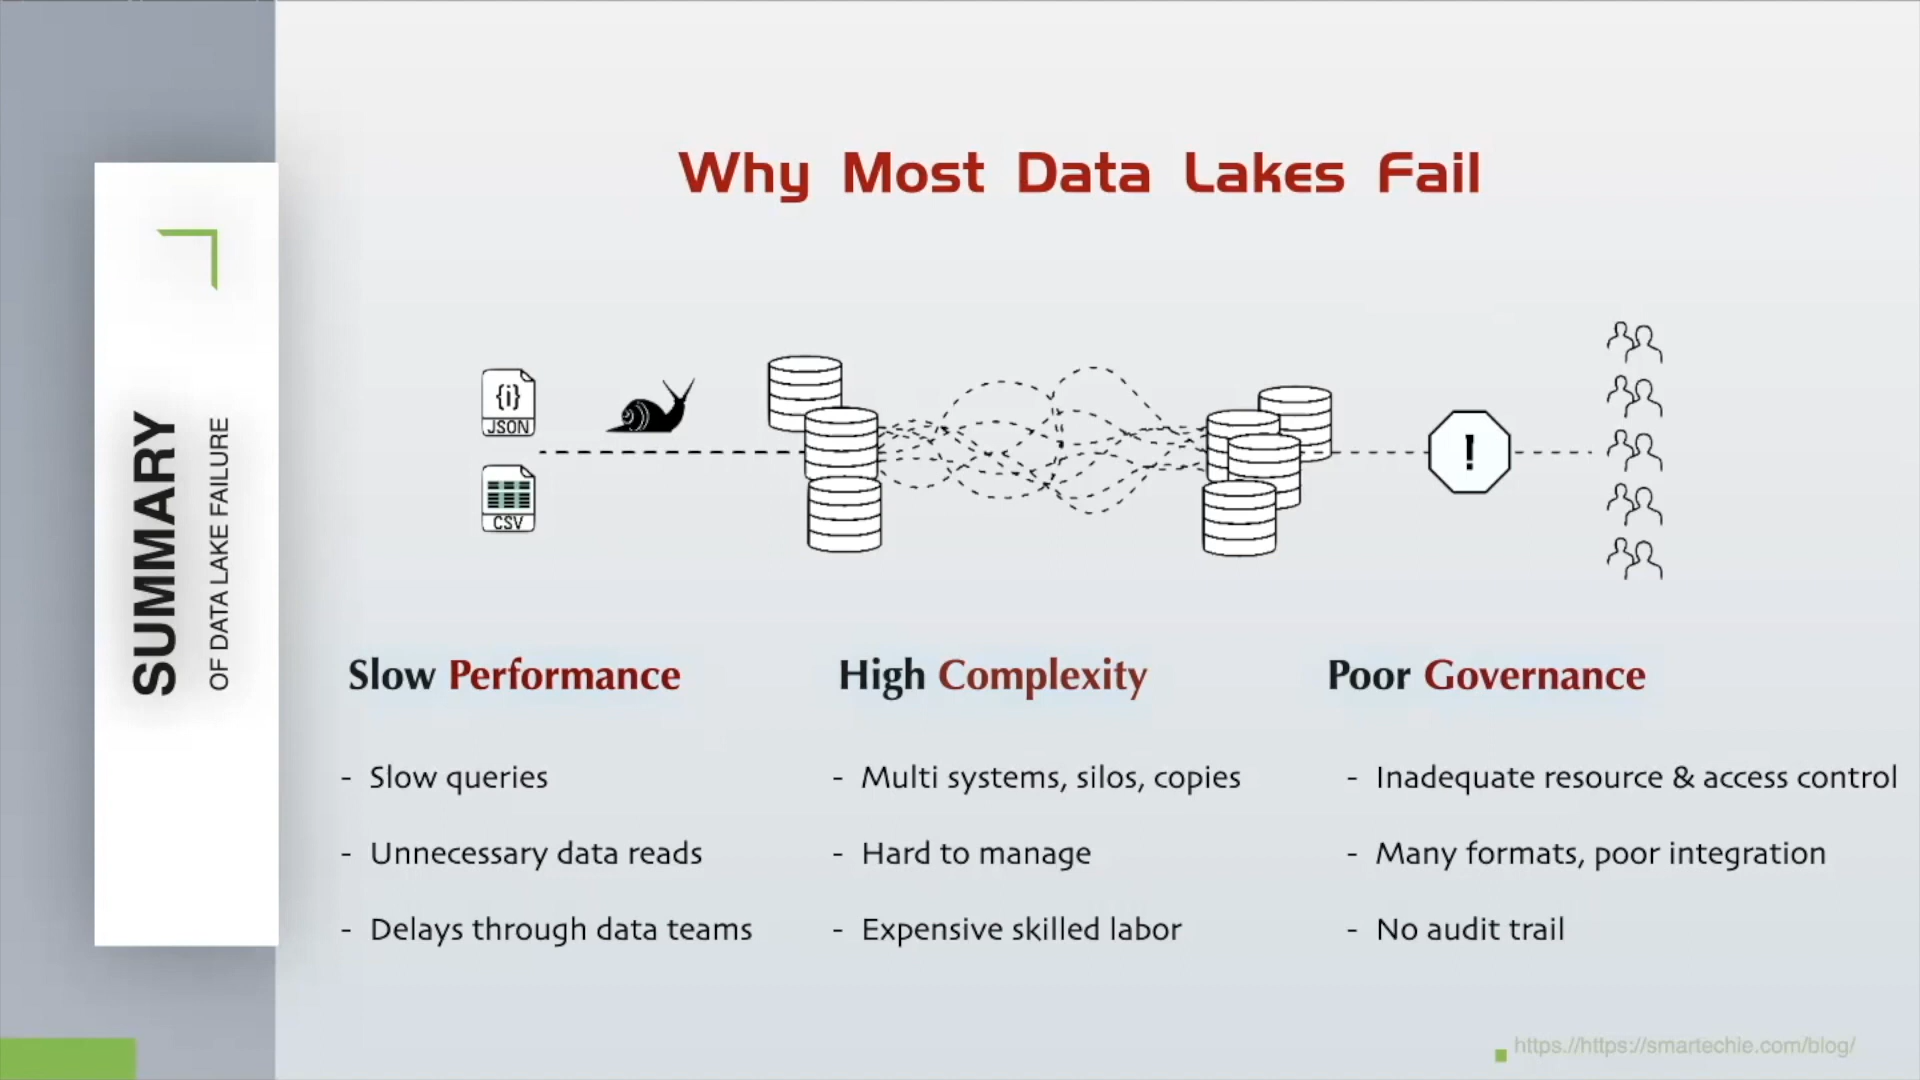 SUMMARY
OF DATA LAKE FAILURE
Why Most Data Lakes Fail
{i}
JSON
CSV
!
Slow Performance
- Slow queries
- Unnecessary data reads
- Delays through data teams
High Complexity
- Multi systems, silos, copies
- Hard to manage
- Expensive skilled labor
Poor Governance
- Inadequate resource & access control
- Many formats, poor integration
- No audit trail
https.//https://smartechie.com/blog/